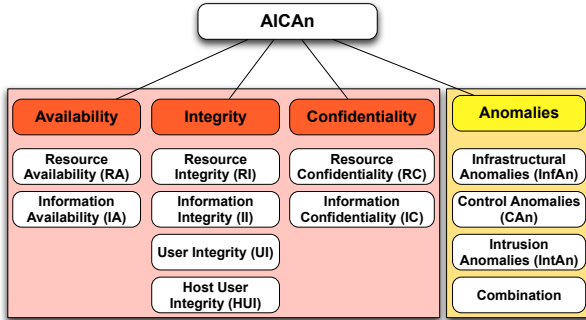 AICAn
Availability
Integrity
Confidentiality
Anomalies
Resource
Availability (RA)
Information
Availability (IA)
Resource
Integrity (RI)
Information
Integrity (II)
User Integrity (UI)
Host User
Integrity (HUI)
Resource
Confidentiality (RC)
Information
Confidentiality (IC)
Infrastructural
Anomalies (InfAn)
Control Anomalies
(CAn)
Intrusion
Anomalies (IntAn)
Combination